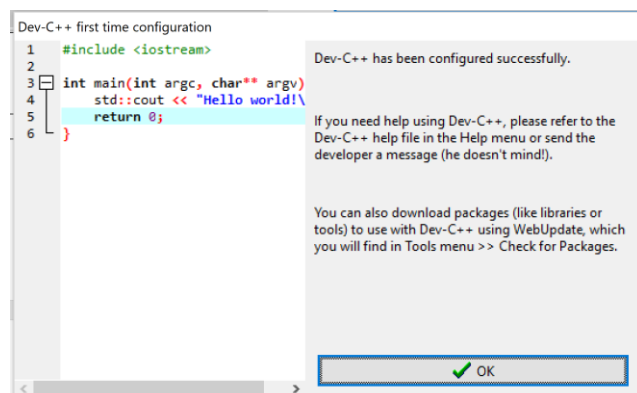 Dev-C++ first time configuration
1 #include <iostream>
2
3 int main(int argc, char** argv)
4 std::cout << "Hello world!\
5 return 0;
6 }
Dev-C++ has been configured successfully.
If you need help using Dev-C++, please refer to the
Dev-C++ help file in the Help menu or send the
developer a message (he doesn't mind!).
You can also download packages (like libraries or
tools) to use with Dev-C++ using WebUpdate, which
you will find in Tools menu >> Check for Packages.
OK